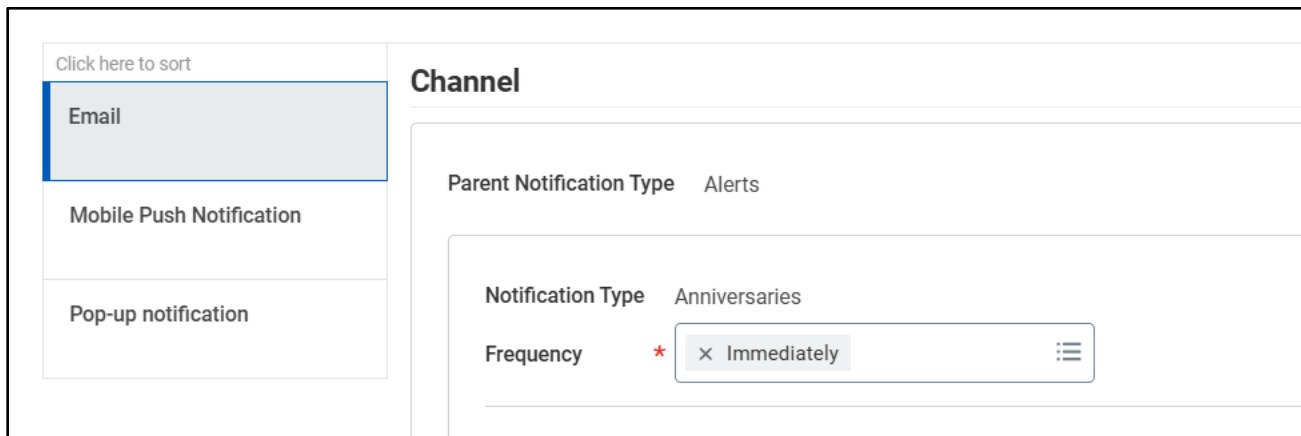 Click here to sort
Email
Mobile Push Notification
Pop-up notification
Channel
Parent Notification Type Alerts
Notification Type Anniversaries
Frequency * × Immediately